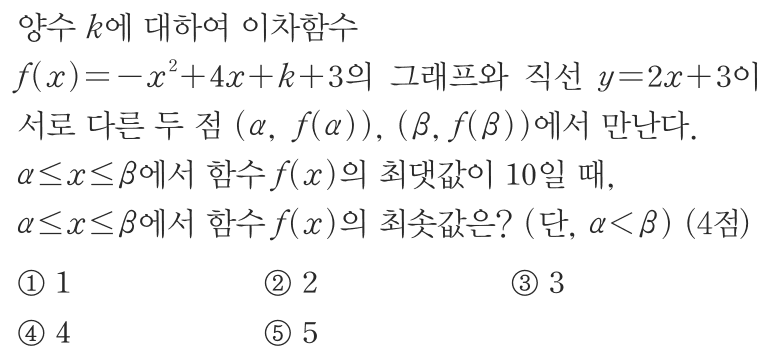 양수 k에 대하여 이차함수
f(x)=-x²+4x+k+3의 그래프와 직선 y=2x+3이
서로 다른 두 점 (α, f(α)), (β, f(β))에서 만난다.
α≤x≤β에서 함수 f(x)의 최댓값이 10일 때,
α≤x≤β에서 함수 f(x)의 최솟값은? (단, α<β) (4점)
① 1 ② 2 ③ 3
④ 4 ⑤ 5